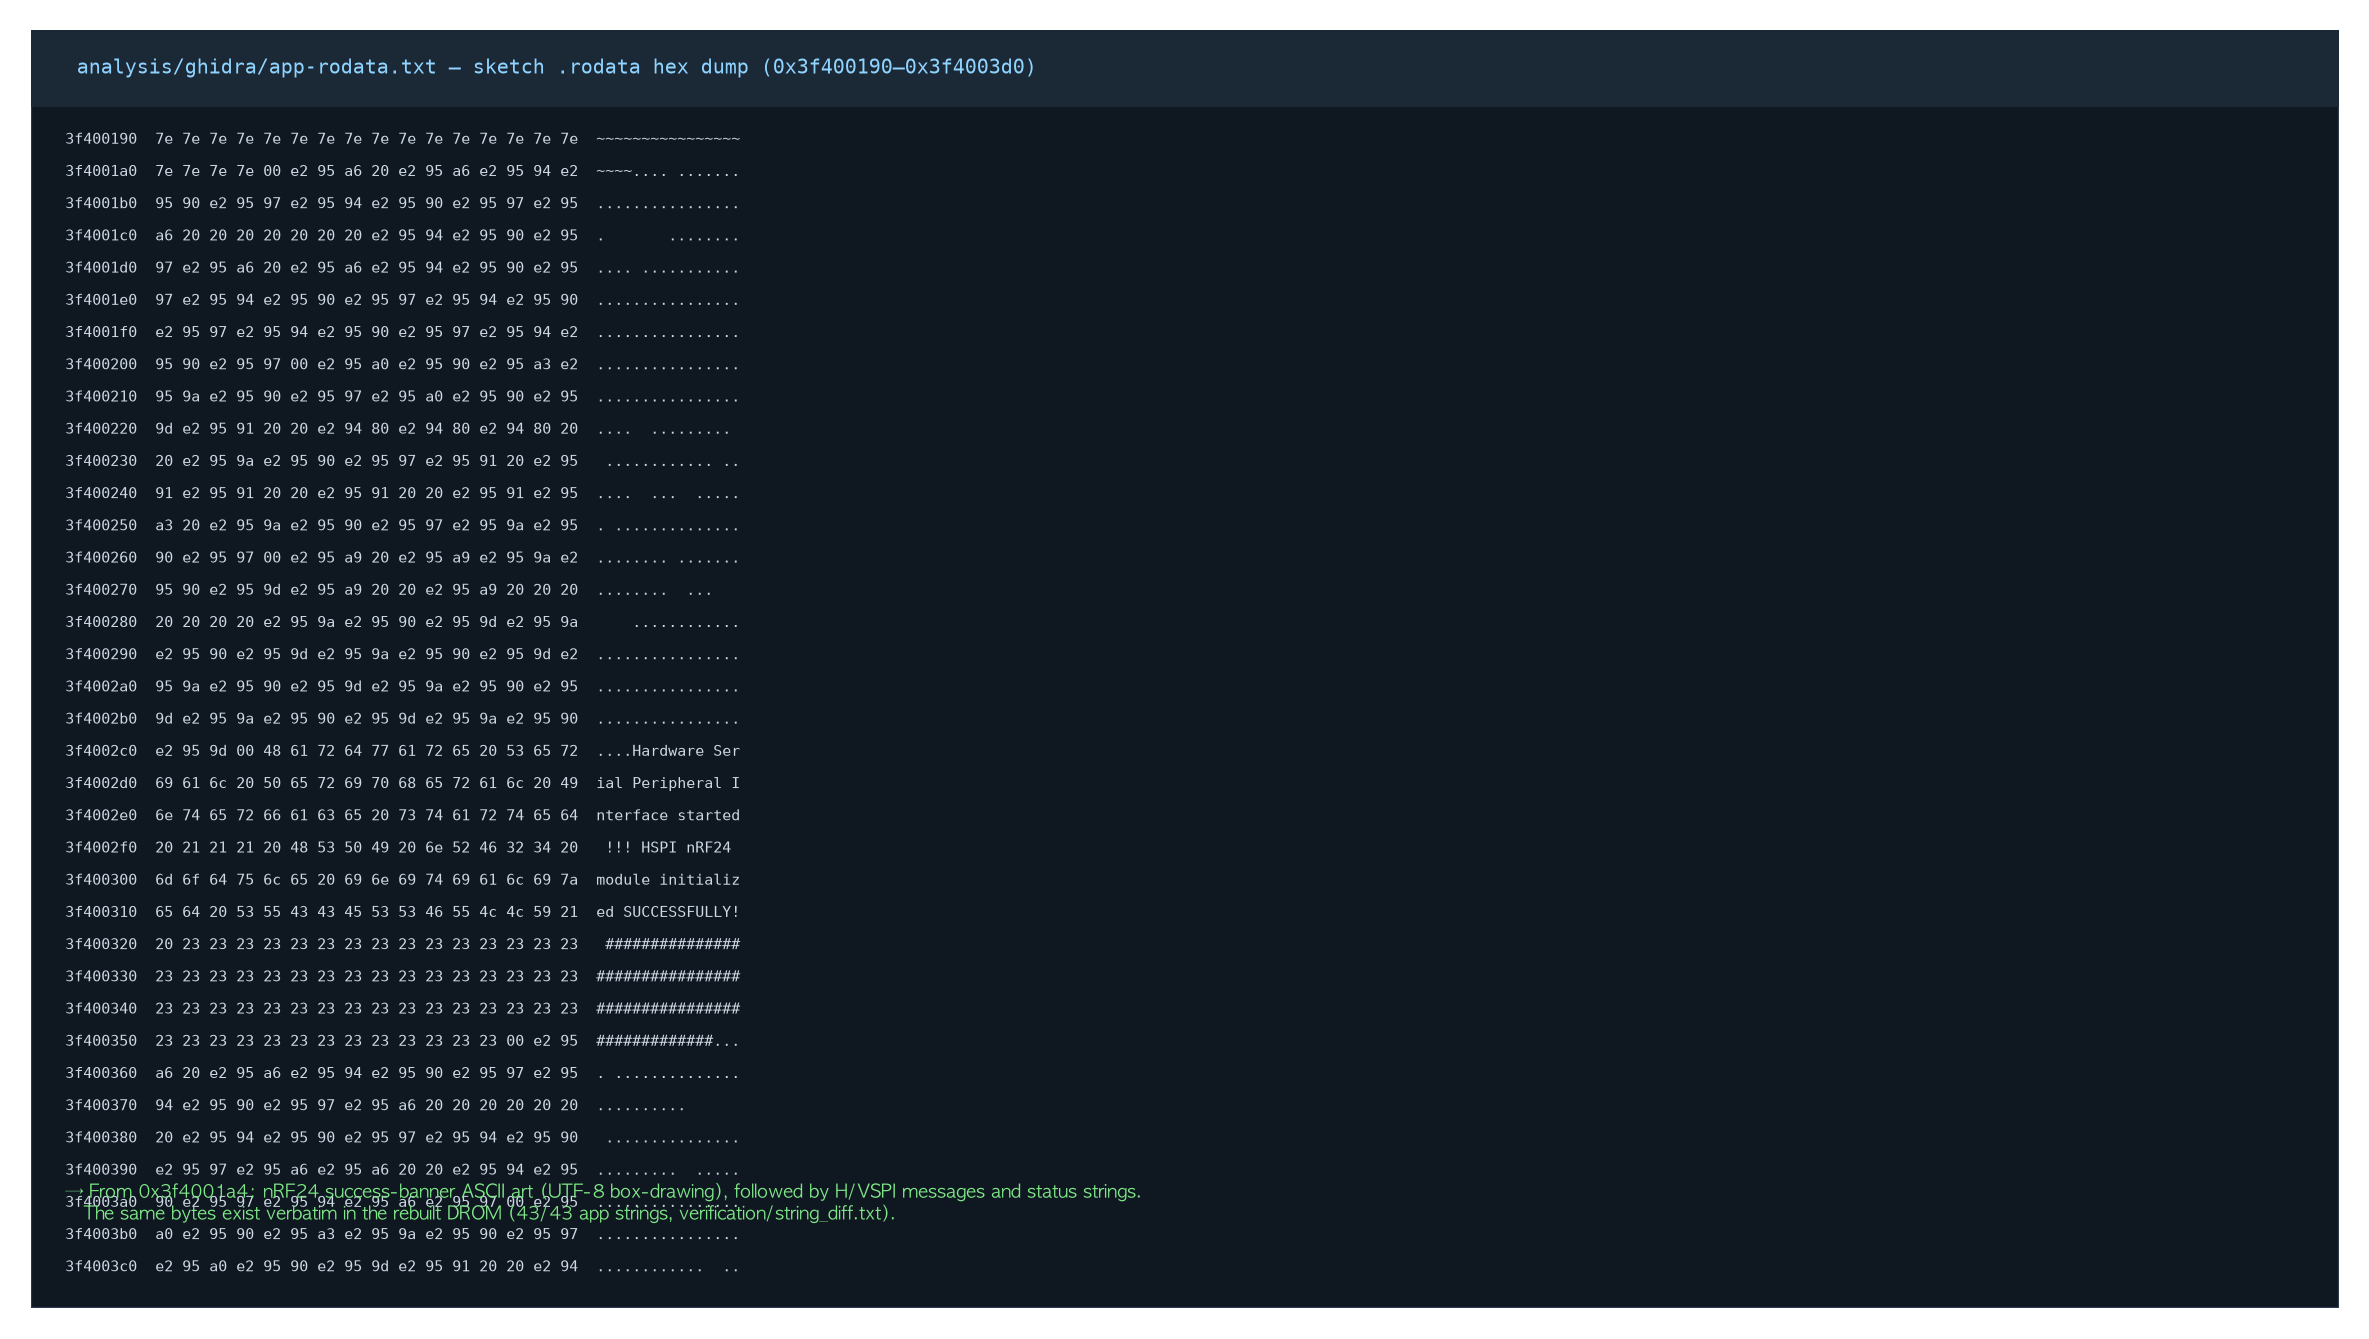 analysis/ghidra/app-rodata.txt — sketch .rodata hex dump (0x3f400190–0x3f4003d0)
3f400190  7e 7e 7e 7e 7e 7e 7e 7e 7e 7e 7e 7e 7e 7e 7e 7e  ~~~~~~~~~~~~~~~~
3f4001a0  7e 7e 7e 7e 00 e2 95 a6 20 e2 95 a6 e2 95 94 e2  ~~~~.... .......
3f4001b0  95 90 e2 95 97 e2 95 94 e2 95 90 e2 95 97 e2 95  ................
3f4001c0  a6 20 20 20 20 20 20 20 e2 95 94 e2 95 90 e2 95  .       ........
3f4001d0  97 e2 95 a6 20 e2 95 a6 e2 95 94 e2 95 90 e2 95  .... ...........
3f4001e0  97 e2 95 94 e2 95 90 e2 95 97 e2 95 94 e2 95 90  ................
3f4001f0  e2 95 97 e2 95 94 e2 95 90 e2 95 97 e2 95 94 e2  ................
3f400200  95 90 e2 95 97 00 e2 95 a0 e2 95 90 e2 95 a3 e2  ................
3f400210  95 9a e2 95 90 e2 95 97 e2 95 a0 e2 95 90 e2 95  ................
3f400220  9d e2 95 91 20 20 e2 94 80 e2 94 80 e2 94 80 20  ....  ......... 
3f400230  20 e2 95 9a e2 95 90 e2 95 97 e2 95 91 20 e2 95   ............ ..
3f400240  91 e2 95 91 20 20 e2 95 91 20 20 e2 95 91 e2 95  ....  ...  .....
3f400250  a3 20 e2 95 9a e2 95 90 e2 95 97 e2 95 9a e2 95  . ..............
3f400260  90 e2 95 97 00 e2 95 a9 20 e2 95 a9 e2 95 9a e2  ........ .......
3f400270  95 90 e2 95 9d e2 95 a9 20 20 e2 95 a9 20 20 20  ........  ...   
3f400280  20 20 20 20 e2 95 9a e2 95 90 e2 95 9d e2 95 9a      ............
3f400290  e2 95 90 e2 95 9d e2 95 9a e2 95 90 e2 95 9d e2  ................
3f4002a0  95 9a e2 95 90 e2 95 9d e2 95 9a e2 95 90 e2 95  ................
3f4002b0  9d e2 95 9a e2 95 90 e2 95 9d e2 95 9a e2 95 90  ................
3f4002c0  e2 95 9d 00 48 61 72 64 77 61 72 65 20 53 65 72  ....Hardware Ser
3f4002d0  69 61 6c 20 50 65 72 69 70 68 65 72 61 6c 20 49  ial Peripheral I
3f4002e0  6e 74 65 72 66 61 63 65 20 73 74 61 72 74 65 64  nterface started
3f4002f0  20 21 21 21 20 48 53 50 49 20 6e 52 46 32 34 20   !!! HSPI nRF24 
3f400300  6d 6f 64 75 6c 65 20 69 6e 69 74 69 61 6c 69 7a  module initializ
3f400310  65 64 20 53 55 43 43 45 53 53 46 55 4c 4c 59 21  ed SUCCESSFULLY!
3f400320  20 23 23 23 23 23 23 23 23 23 23 23 23 23 23 23   ###############
3f400330  23 23 23 23 23 23 23 23 23 23 23 23 23 23 23 23  ################
3f400340  23 23 23 23 23 23 23 23 23 23 23 23 23 23 23 23  ################
3f400350  23 23 23 23 23 23 23 23 23 23 23 23 23 00 e2 95  #############...
3f400360  a6 20 e2 95 a6 e2 95 94 e2 95 90 e2 95 97 e2 95  . ..............
3f400370  94 e2 95 90 e2 95 97 e2 95 a6 20 20 20 20 20 20  ..........      
3f400380  20 e2 95 94 e2 95 90 e2 95 97 e2 95 94 e2 95 90   ...............
3f400390  e2 95 97 e2 95 a6 e2 95 a6 20 20 e2 95 94 e2 95  .........  .....
→ From 0x3f4001a4: nRF24 success-banner ASCII art (UTF-8 box-drawing), followed by H/VSPI messages and status strings.
3f4003a0  90 e2 95 97 e2 95 94 e2 95 a6 e2 95 97 00 e2 95  ................
The same bytes exist verbatim in the rebuilt DROM (43/43 app strings, verification/string_diff.txt).
3f4003b0  a0 e2 95 90 e2 95 a3 e2 95 9a e2 95 90 e2 95 97  ................
3f4003c0  e2 95 a0 e2 95 90 e2 95 9d e2 95 91 20 20 e2 94  ............  ..